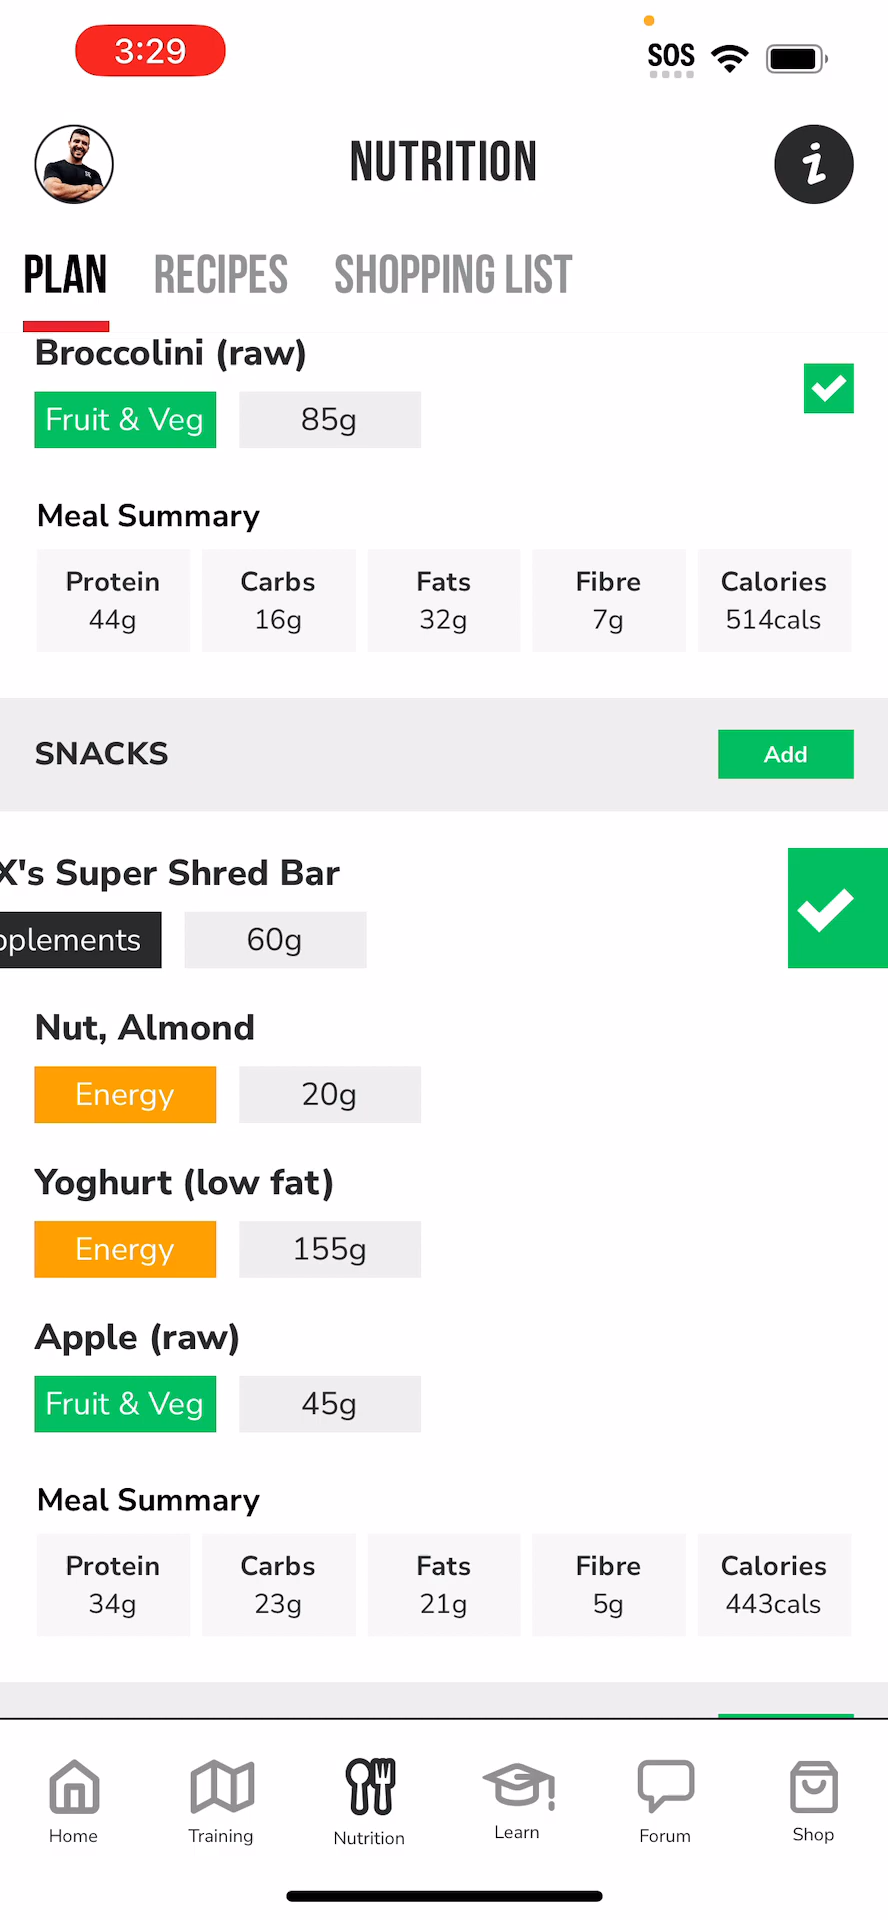 3:29
SOS
NUTRITION
PLAN RECIPES SHOPPING LIST
Broccolini (raw)
Fruit & Veg 85g
Meal Summary
Protein Carbs Fats Fibre Calories
44g 16g 32g 7g 514cals
SNACKS Add
X's Super Shred Bar
pplements 60g
Nut, Almond
Energy 20g
Yoghurt (low fat)
Energy 155g
Apple (raw)
Fruit & Veg 45g
Meal Summary
Protein Carbs Fats Fibre Calories
34g 23g 21g 5g 443cals
Home Training Nutrition Learn Forum Shop